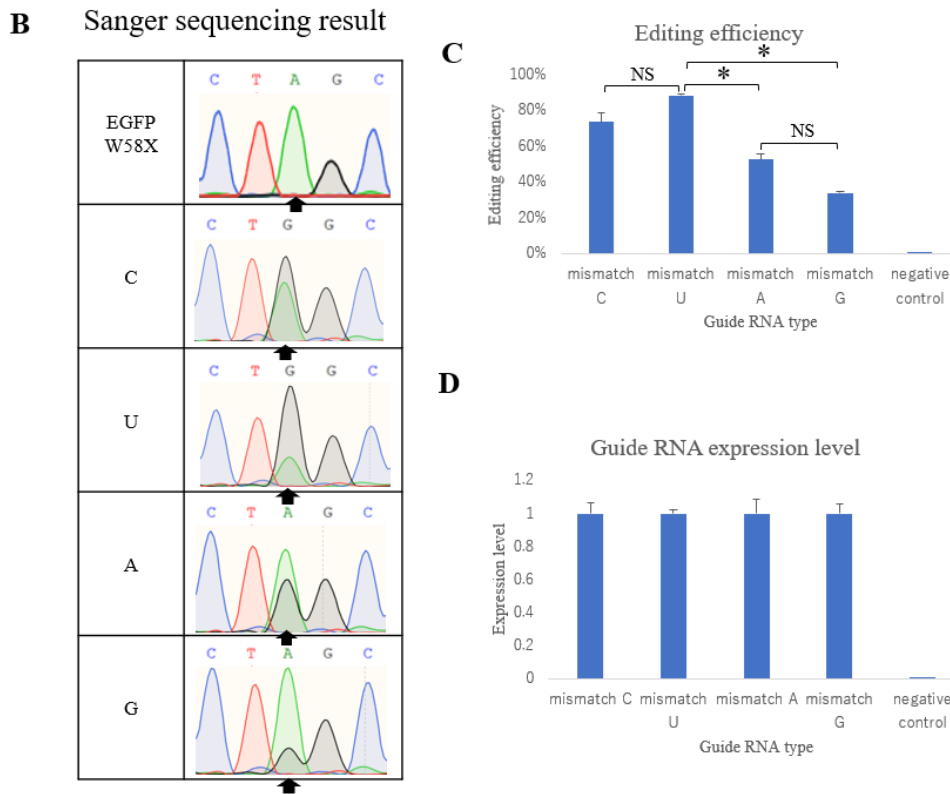 B
Sanger sequencing result
EGFP
W58X
C T A G C
C
C T G G C
U
C T G G C
A
C T A G C
G
C T A G C
C
Editing efficiency
Editing efficiency
100%
80%
60%
40%
20%
0%
NS
*
*
NS
mismatch mismatch mismatch mismatch negative
C U A G control
Guide RNA type
D
Guide RNA expression level
Expression level
1.2
1
0.8
0.6
0.4
0.2
0
mismatch C mismatch mismatch A mismatch negative
U G control
Guide RNA type